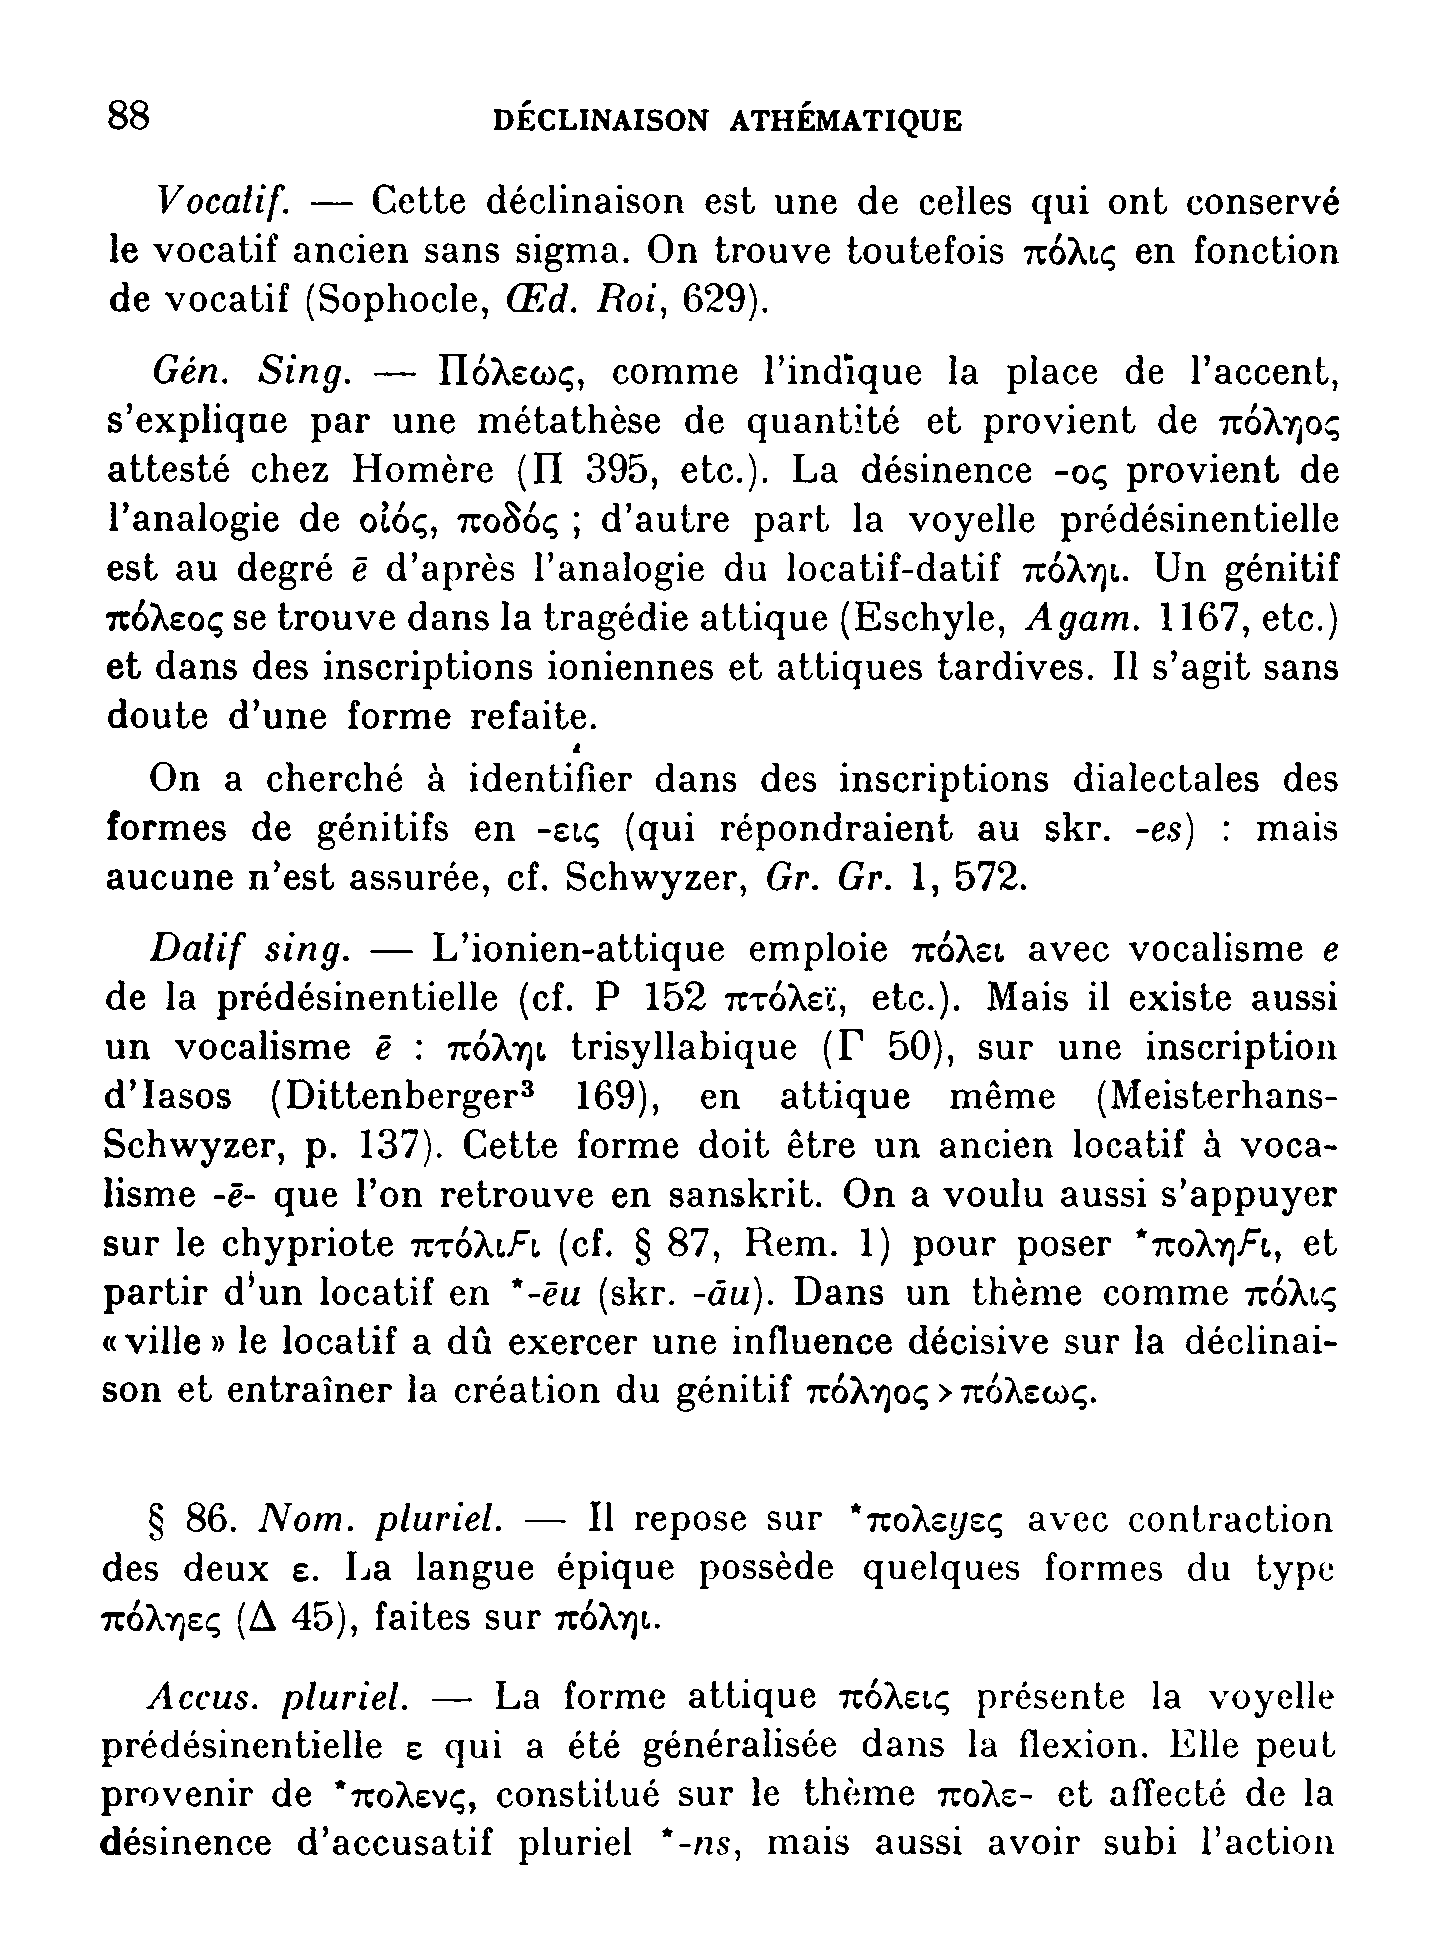 88 DÉCLINAISON ATHÉMATIQUE
Vocatif. — Cette déclinaison est une de celles qui ont conservé
le vocatif ancien sans sigma. On trouve toutefois πόλις en fonction
de vocatif (Sophocle, Œd. Roi, 629).
Gén. Sing. — Πόλεως, comme l'indique la place de l'accent,
s'explique par une métathèse de quantité et provient de πόληος
attesté chez Homère (Π 395, etc.). La désinence -ος provient de
l'analogie de οἰός, ποδός ; d'autre part la voyelle prédésinentielle
est au degré ē d'après l'analogie du locatif-datif πόληι. Un génitif
πόλεος se trouve dans la tragédie attique (Eschyle, Agam. 1167, etc.)
et dans des inscriptions ioniennes et attiques tardives. Il s'agit sans
doute d'une forme refaite.
On a cherché à identifier dans des inscriptions dialectales des
formes de génitifs en -εις (qui répondraient au skr. -es) : mais
aucune n'est assurée, cf. Schwyzer, Gr. Gr. 1, 572.
Datif sing. — L'ionien-attique emploie πόλει avec vocalisme e
de la prédésinentielle (cf. Ρ 152 πτόλεϊ, etc.). Mais il existe aussi
un vocalisme ē : πόληι trisyllabique (Γ 50), sur une inscription
d'Iasos (Dittenberger³ 169), en attique même (Meisterhans-
Schwyzer, p. 137). Cette forme doit être un ancien locatif à voca-
lisme -ē- que l'on retrouve en sanskrit. On a voulu aussi s'appuyer
sur le chypriote πτόλιϜι (cf. § 87, Rem. 1) pour poser *ποληϜι, et
partir d'un locatif en *-ēu (skr. -āu). Dans un thème comme πόλις
« ville » le locatif a dû exercer une influence décisive sur la déclinai-
son et entraîner la création du génitif πόληος > πόλεως.
§ 86. Nom. pluriel. — Il repose sur *πολεyες avec contraction
des deux ε. La langue épique possède quelques formes du type
πόληες (Δ 45), faites sur πόληι.
Accus. pluriel. — La forme attique πόλεις présente la voyelle
prédésinentielle ε qui a été généralisée dans la flexion. Elle peut
provenir de *πολενς, constitué sur le thème πολε- et affecté de la
désinence d'accusatif pluriel *-ns, mais aussi avoir subi l'action